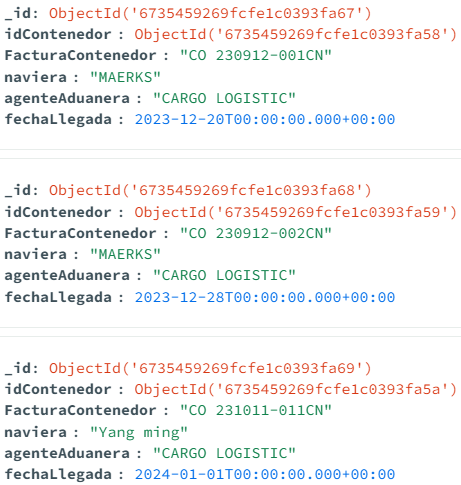 _id: ObjectId('6735459269fcfe1c0393fa67')
idContenedor : ObjectId('6735459269fcfe1c0393fa58')
FacturaContenedor : "CO 230912-001CN"
naviera : "MAERKS"
agenteAduanera : "CARGO LOGISTIC"
fechaLlegada : 2023-12-20T00:00:00.000+00:00
_id: ObjectId('6735459269fcfe1c0393fa68')
idContenedor : ObjectId('6735459269fcfe1c0393fa59')
FacturaContenedor : "CO 230912-002CN"
naviera : "MAERKS"
agenteAduanera : "CARGO LOGISTIC"
fechaLlegada : 2023-12-28T00:00:00.000+00:00
_id: ObjectId('6735459269fcfe1c0393fa69')
idContenedor : ObjectId('6735459269fcfe1c0393fa5a')
FacturaContenedor : "CO 231011-011CN"
naviera : "Yang ming"
agenteAduanera : "CARGO LOGISTIC"
fechaLlegada : 2024-01-01T00:00:00.000+00:00